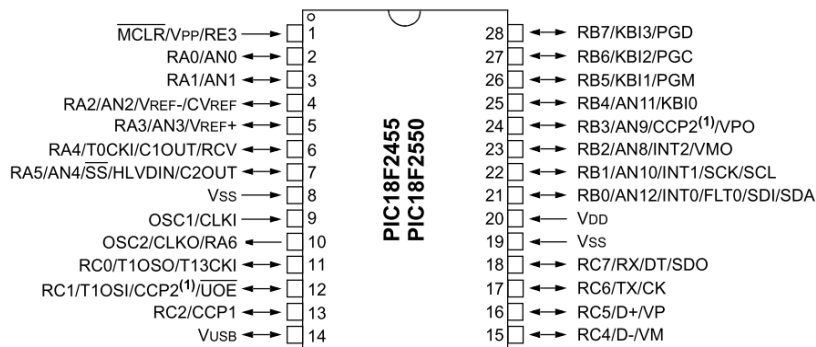 MCLR/VPP/RE3 1 28 RB7/KBI3/PGD
RA0/AN0 2 27 RB6/KBI2/PGC
RA1/AN1 3 26 RB5/KBI1/PGM
RA2/AN2/VREF-/CVREF 4 25 RB4/AN11/KBI0
RA3/AN3/VREF+ 5 24 RB3/AN9/CCP2(1)/VPO
RA4/T0CKI/C1OUT/RCV 6 23 RB2/AN8/INT2/VMO
RA5/AN4/SS/HLVDIN/C2OUT 7 22 RB1/AN10/INT1/SCK/SCL
VSS 8 21 RB0/AN12/INT0/FLT0/SDI/SDA
OSC1/CLKI 9 20 VDD
OSC2/CLKO/RA6 10 19 VSS
RC0/T1OSO/T13CKI 11 18 RC7/RX/DT/SDO
RC1/T1OSI/CCP2(1)/UOE 12 17 RC6/TX/CK
RC2/CCP1 13 16 RC5/D+/VP
VUSB 14 15 RC4/D-/VM
PIC18F2455
PIC18F2550